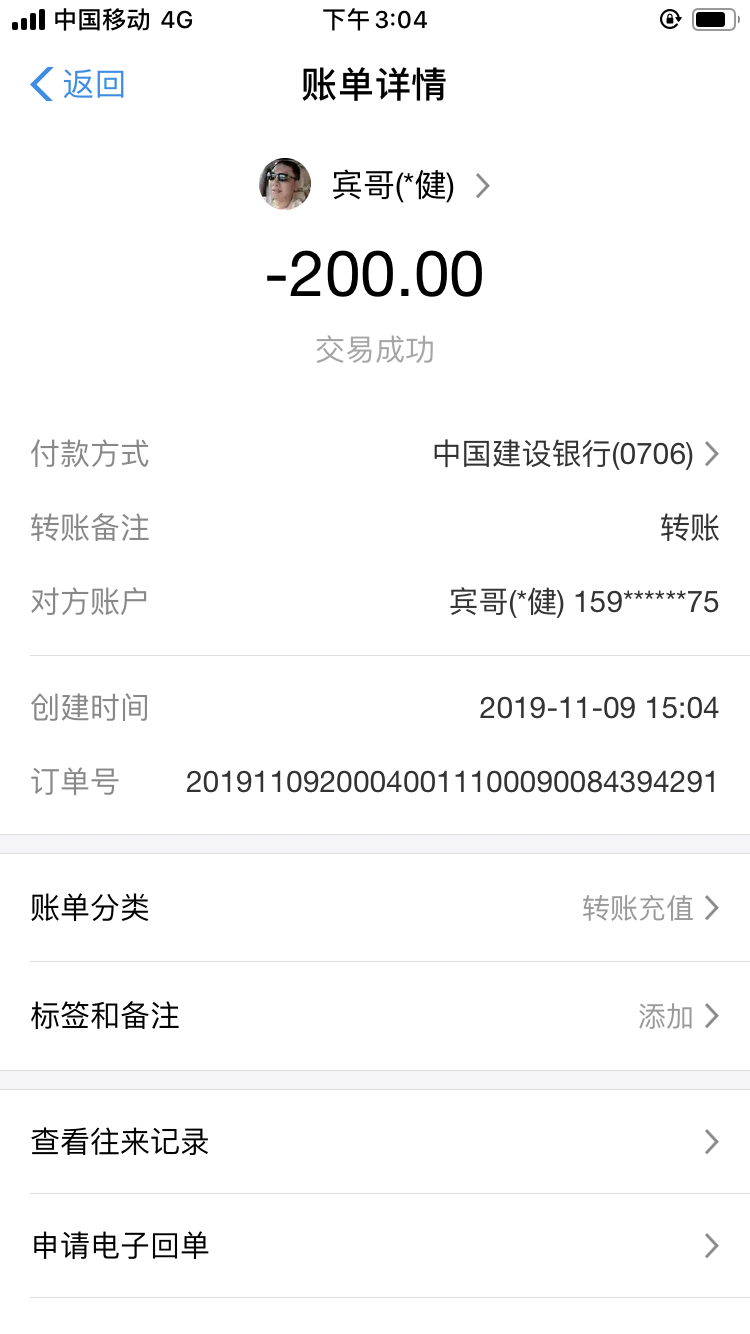 中国移动 4G 下午3:04
返回 账单详情
宾哥(*健)
-200.00
交易成功
付款方式 中国建设银行(0706)
转账备注 转账
对方账户 宾哥(*健) 159******75
创建时间 2019-11-09 15:04
订单号 20191109200040011100090084394291
账单分类 转账充值
标签和备注 添加
查看往来记录
申请电子回单